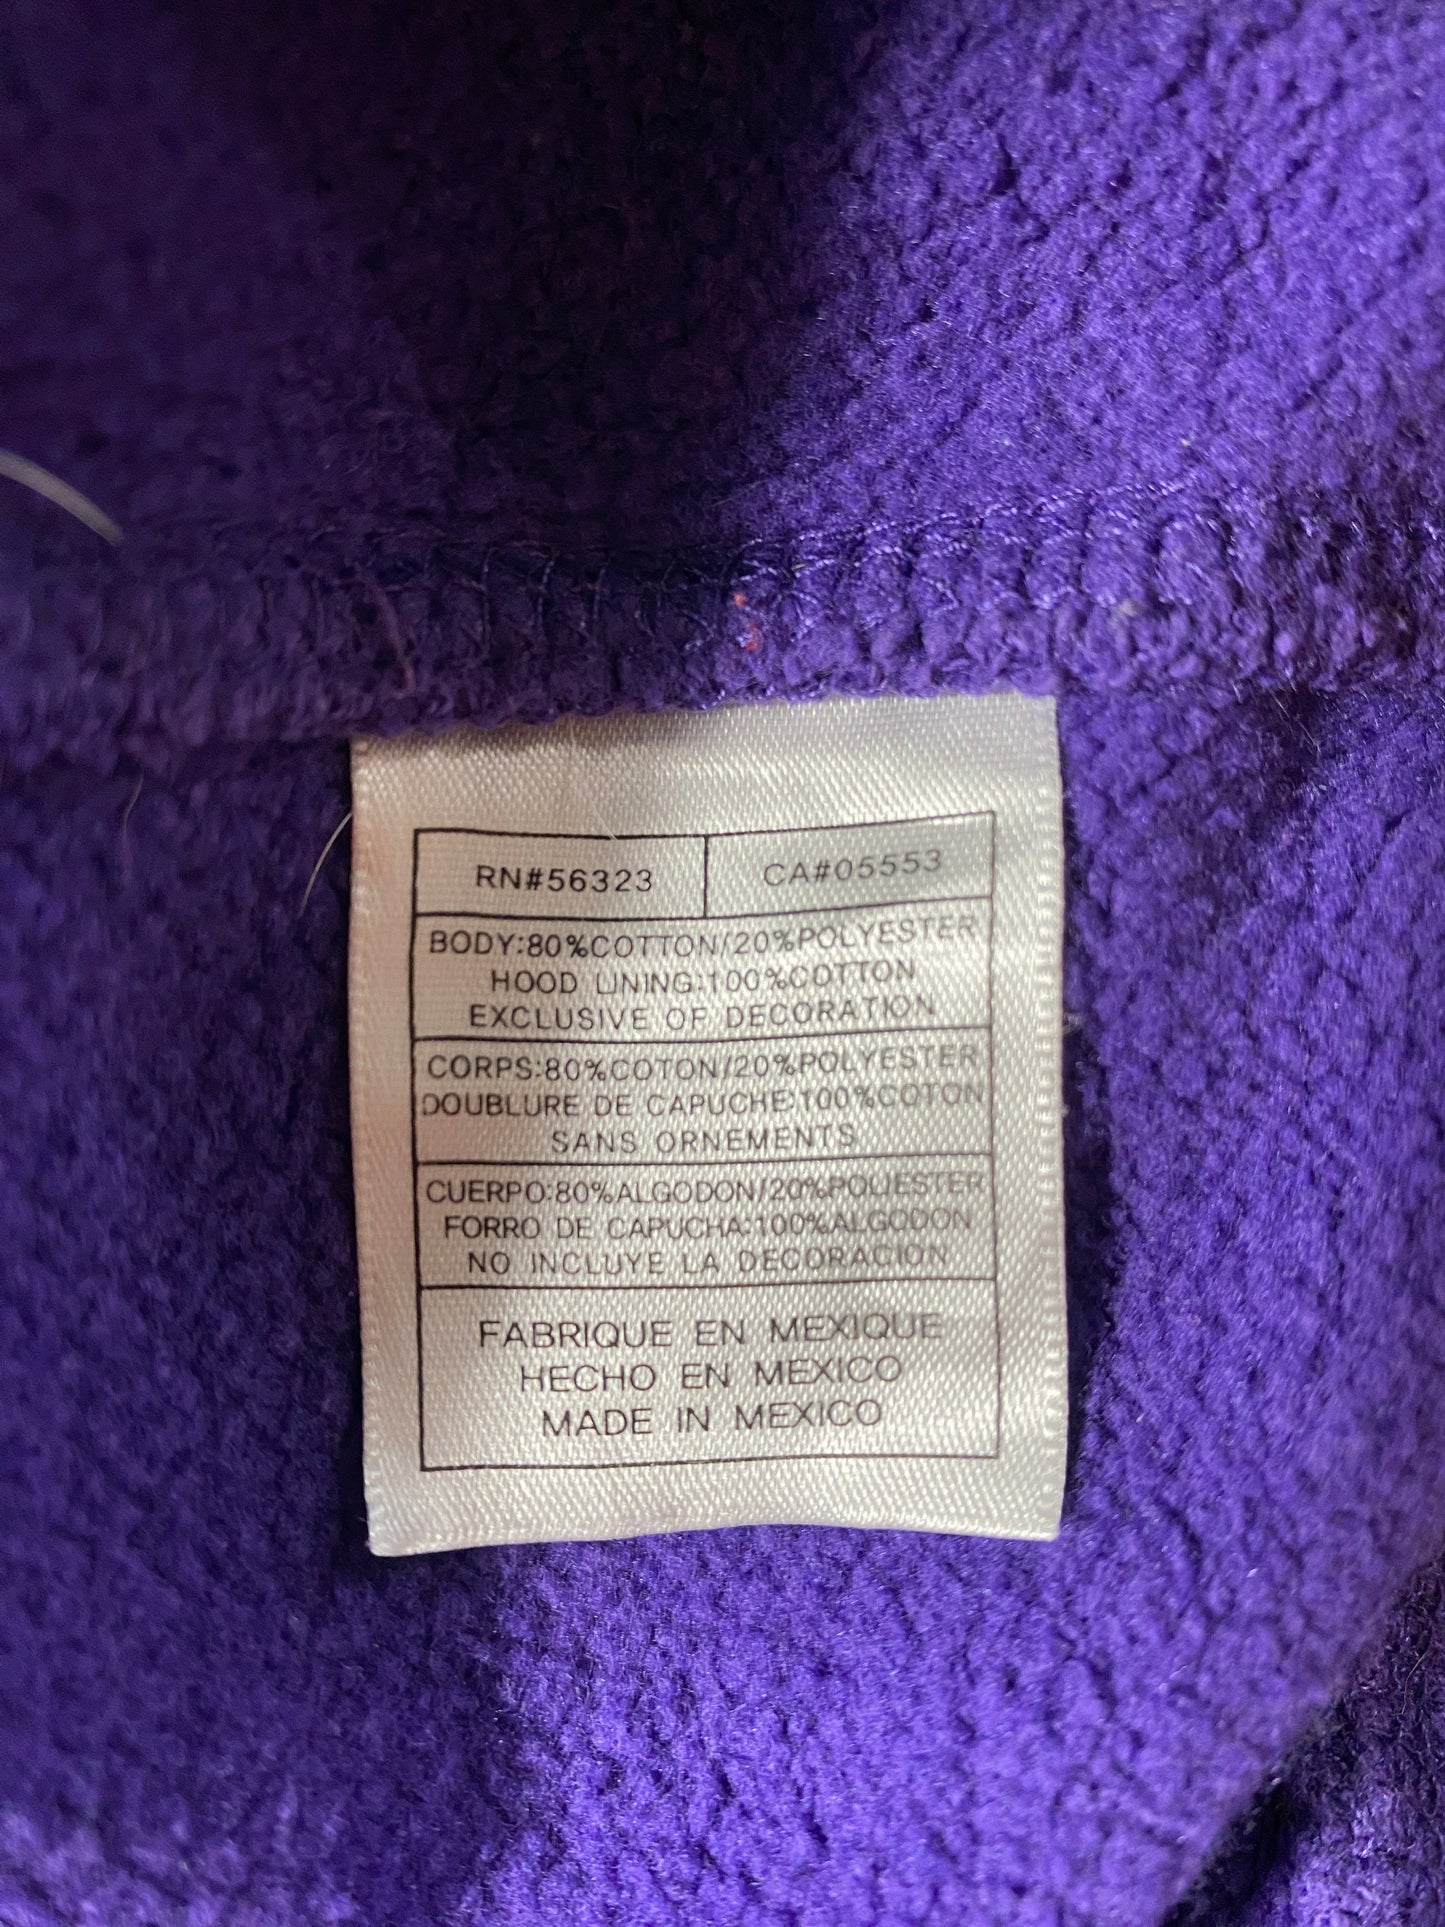 RN#56323 CA#05553
BODY:80%COTTON/20%POLYESTER
HOOD LINING:100%COTTON
EXCLUSIVE OF DECORATION
CORPS:80%COTON/20%POLYESTER
DOUBLURE DE CAPUCHE:100%COTON
SANS ORNEMENTS
CUERPO:80%ALGODON/20%POLIESTER
FORRO DE CAPUCHA:100%ALGODON
NO INCLUYE LA DECORACION
FABRIQUE EN MEXIQUE
HECHO EN MEXICO
MADE IN MEXICO